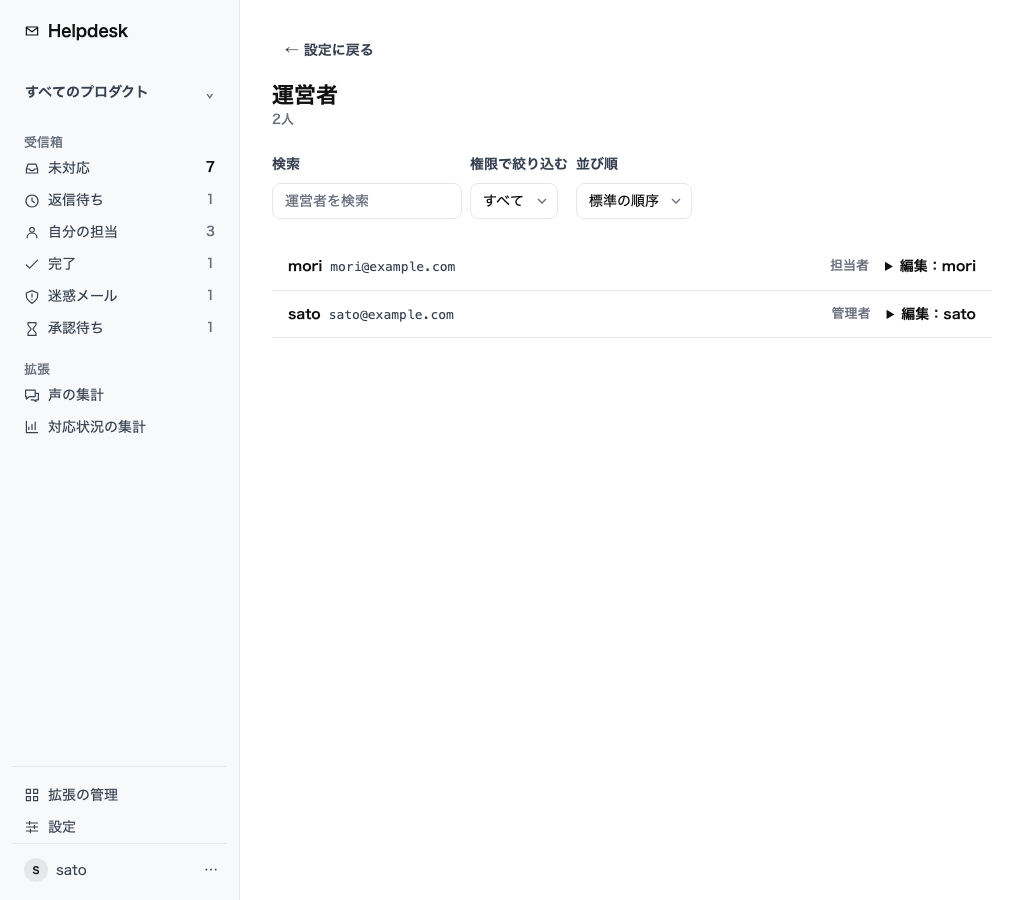 Helpdesk
すべてのプロダクト
受信箱
未対応 7
返信待ち 1
自分の担当 3
完了 1
迷惑メール 1
承認待ち 1
拡張
声の集計
対応状況の集計
拡張の管理
設定
S sato ...
← 設定に戻る
運営者
2人
検索 権限で絞り込む 並び順
運営者を検索 すべて 標準の順序
mori mori@example.com 担当者 ▶ 編集：mori
sato sato@example.com 管理者 ▶ 編集：sato